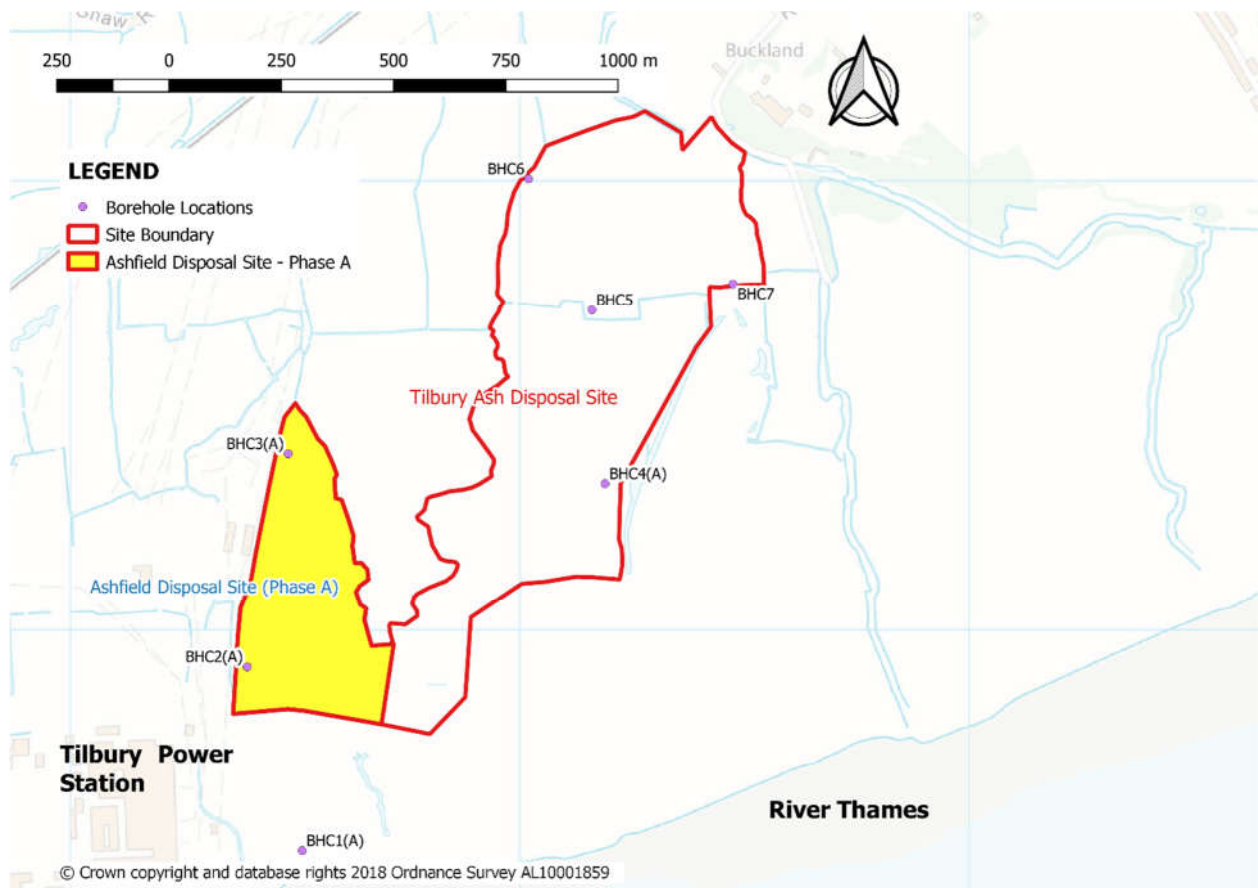 Shaw
Buckland
250 0 250 500 750 1000 m
LEGEND
Borehole Locations
Site Boundary
Ashfield Disposal Site - Phase A
BHC6
BHC5
BHC7
Tilbury Ash Disposal Site
BHC3(A)
BHC4(A)
Ashfield Disposal Site (Phase A)
BHC2(A)
Tilbury Power
Station
River Thames
BHC1(A)
© Crown copyright and database rights 2018 Ordnance Survey AL10001859